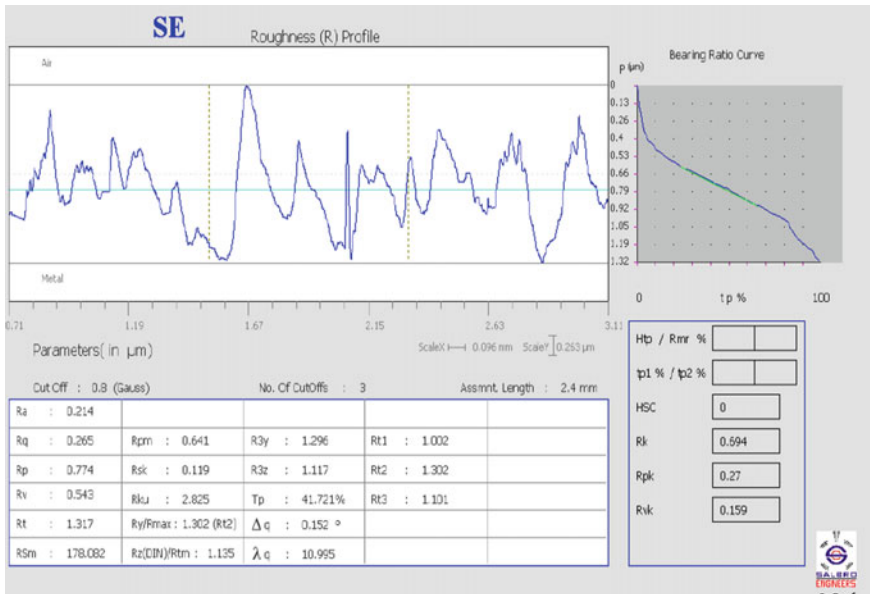 SE
Roughness (R) Profile
Air
Metal
0.71 1.19 1.67 2.15 2.63 3.11
p (µm)
Bearing Ratio Curve
0
0.13
0.26
0.4
0.53
0.66
0.79
0.92
1.05
1.19
1.32
0 tp % 100
Parameters( in µm)
ScaleX 0.096 mm ScaleY 0.263 µm
Cut Off : 0.8 (Gauss) No. Of CutOffs : 3 Assmnt. Length : 2.4 mm
Ra : 0.214
Rq : 0.265 Rpm : 0.641 R3y : 1.296 Rt1 : 1.002
Rp : 0.774 Rsk : 0.119 R3z : 1.117 Rt2 : 1.302
Rv : 0.543 Rku : 2.825 Tp : 41.721% Rt3 : 1.101
Rt : 1.317 Ry/Rmax : 1.302 (Rt2) Δq : 0.152 °
RSm : 178.082 Rz(DIN)/Rtm : 1.135 λq : 10.995
Htp / Rmr %
tp1 % / tp2 %
HSC 0
Rk 0.694
Rpk 0.27
Rvk 0.159
ENGINEERS